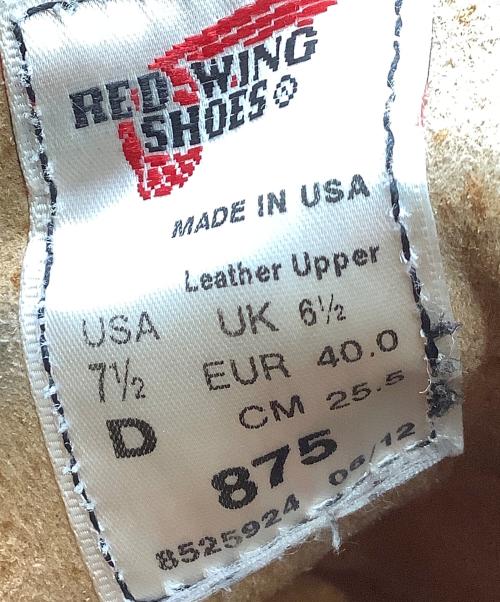 RED WING
SHOES®
MADE IN USA
Leather Upper
USA UK 6½
7½ EUR 40.0
D CM 25.5
875
8525924 06/12